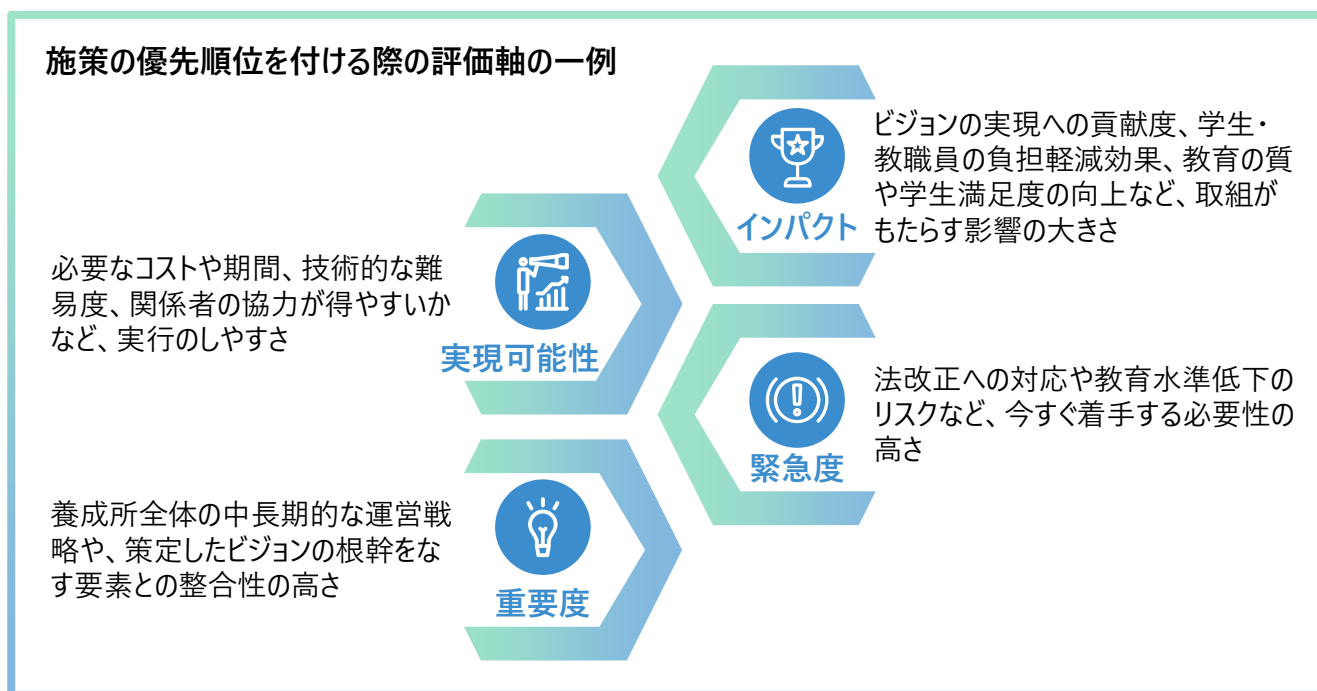 施策の優先順位を付ける際の評価軸の一例
インパクト
ビジョンの実現への貢献度、学生・
教職員の負担軽減効果、教育の質
や学生満足度の向上など、取組が
もたらす影響の大きさ
実現可能性
必要なコストや期間、技術的な難
易度、関係者の協力が得やすいか
など、実行のしやすさ
緊急度
法改正への対応や教育水準低下の
リスクなど、今すぐ着手する必要性の
高さ
重要度
養成所全体の中長期的な運営戦
略や、策定したビジョンの根幹をな
す要素との整合性の高さ